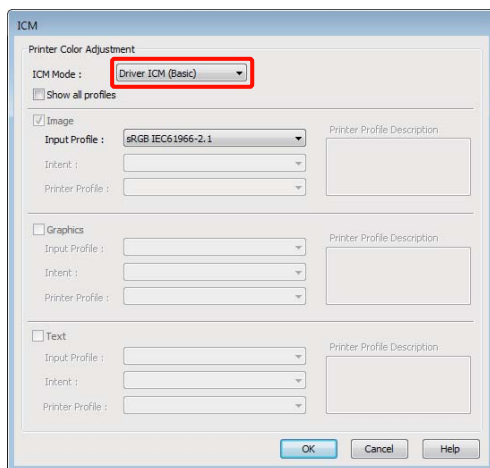 ICM
Printer Color Adjustment
ICM Mode : Driver ICM (Basic)
Show all profiles
Image
Input Profile : sRGB IEC61966-2.1
Printer Profile Description
Intent :
Printer Profile :
Graphics
Printer Profile Description
Input Profile :
Intent :
Printer Profile :
Text
Printer Profile Description
Input Profile :
Intent :
Printer Profile :
OK Cancel Help